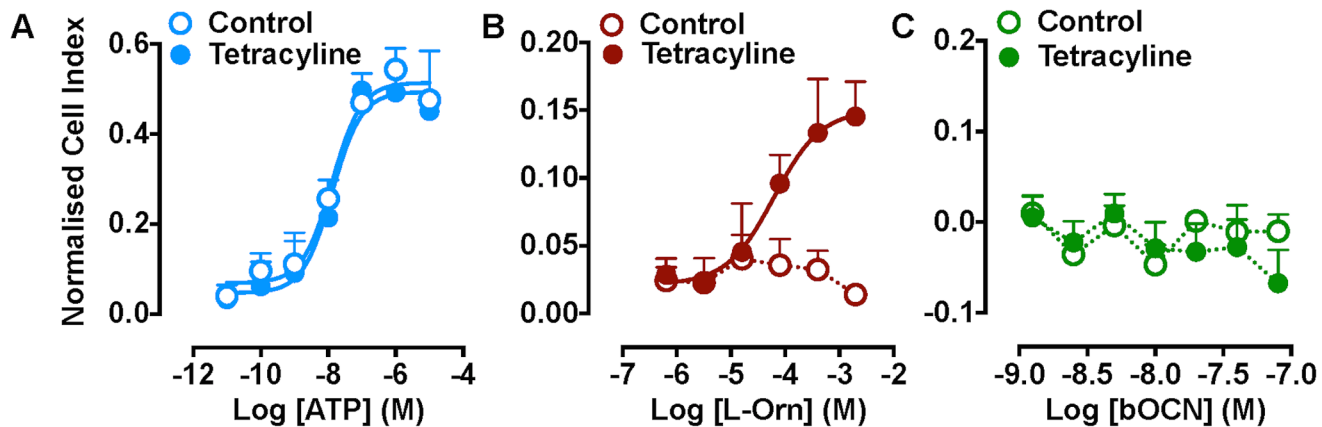 A
Control
Tetracyline
Normalised Cell Index
0.6
0.4
0.2
0.0
-12 -10 -8 -6 -4
Log [ATP] (M)
B
Control
Tetracyline
0.20
0.15
0.10
0.05
0.00
-7 -6 -5 -4 -3 -2
Log [L-Orn] (M)
C
Control
Tetracyline
0.2
0.1
0.0
-0.1
-9.0 -8.5 -8.0 -7.5 -7.0
Log [bOCN] (M)